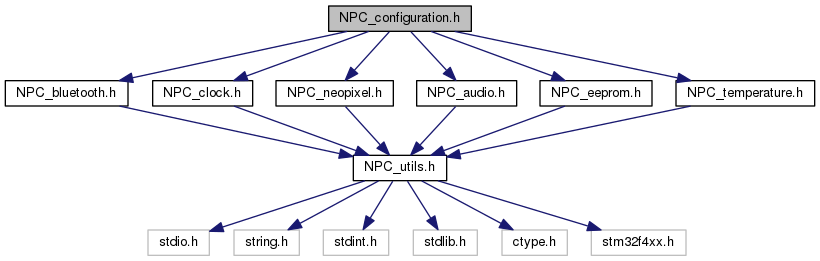 NPC_configuration.h
NPC_bluetooth.h
NPC_clock.h
NPC_neopixel.h
NPC_audio.h
NPC_eeprom.h
NPC_temperature.h
NPC_utils.h
stdio.h
string.h
stdint.h
stdlib.h
ctype.h
stm32f4xx.h